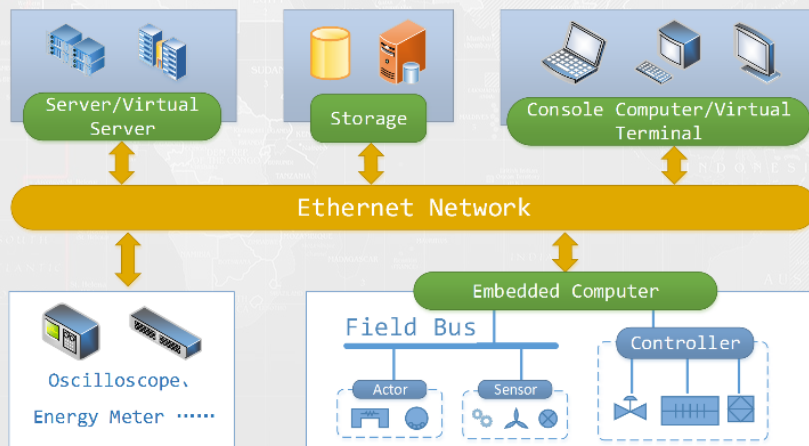 Server/Virtual
Server
Storage
Console Computer/Virtual
Terminal
Ethernet Network
Oscilloscope、
Energy Meter ······
Embedded Computer
Field Bus
Controller
Actor
Sensor